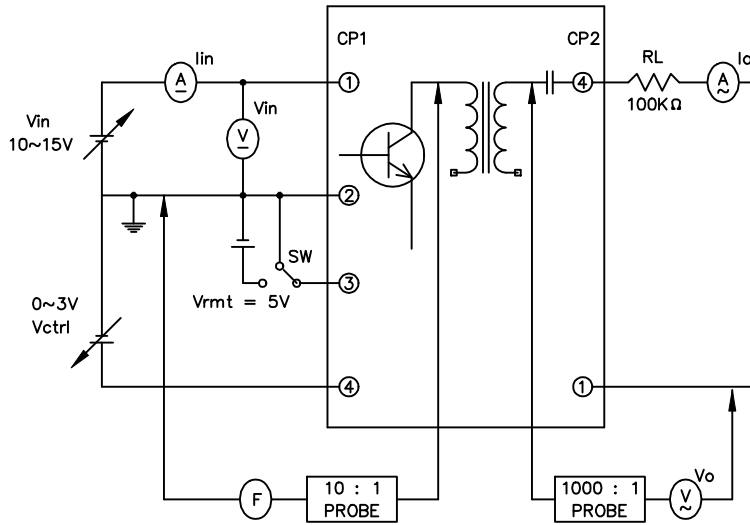 CP1
CP2
Iin
A
1
Vin
V
Vin
10~15V
4
RL
100KΩ
A
~
Io
2
SW
3
Vrmt = 5V
0~3V
Vctrl
4
1
F
10 : 1
PROBE
1000 : 1
PROBE
V
~
Vo